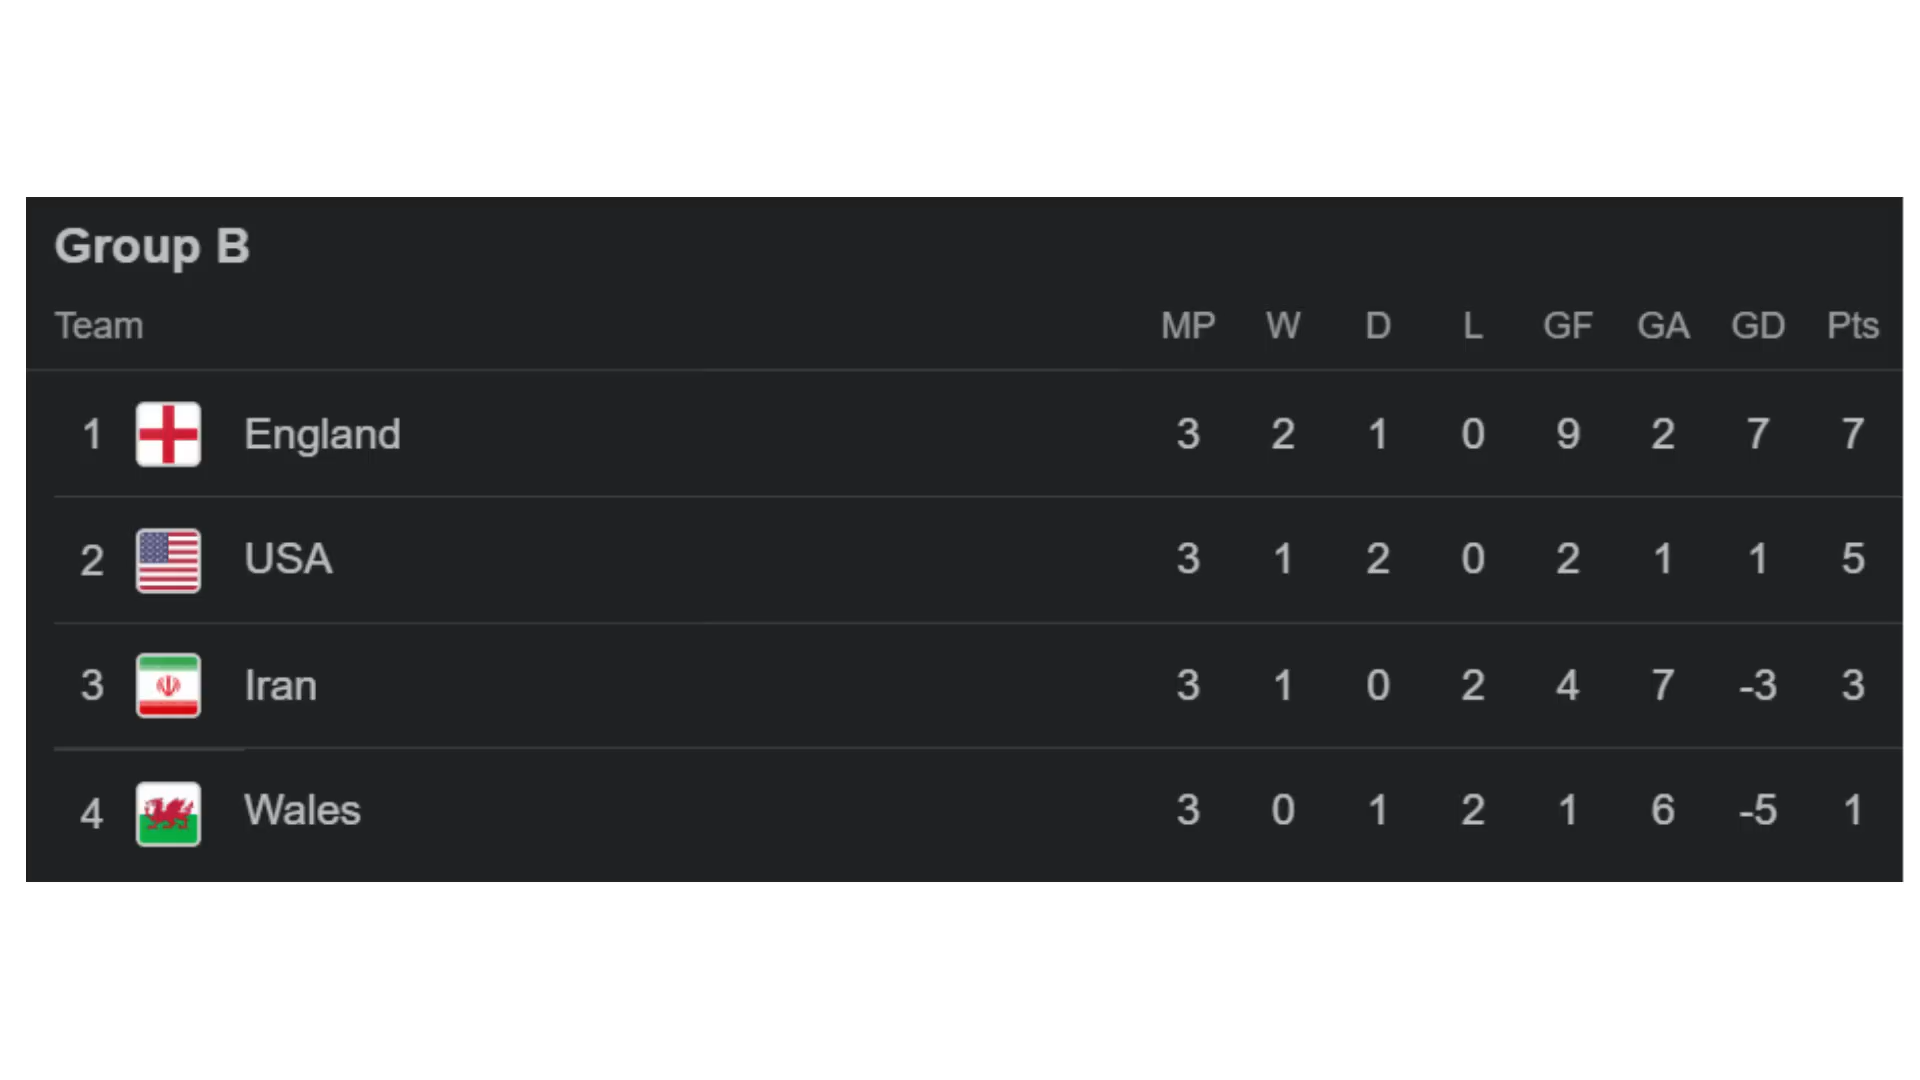 Group B
Team MP W D L GF GA GD Pts
1 England 3 2 1 0 9 2 7 7
2 USA 3 1 2 0 2 1 1 5
3 Iran 3 1 0 2 4 7 -3 3
4 Wales 3 0 1 2 1 6 -5 1